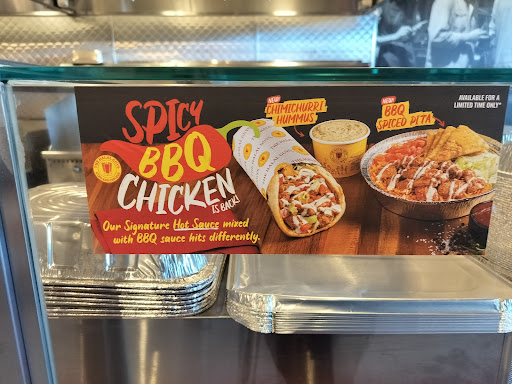 SPICY
BBQ
CHICKEN
IS BACK!
Our Signature Hot Sauce mixed
with BBQ sauce hits differently.
NEW!
CHIMICHURRI
HUMMUS
NEW!
BBQ
SPICED PITA
AVAILABLE FOR A
LIMITED TIME ONLY*